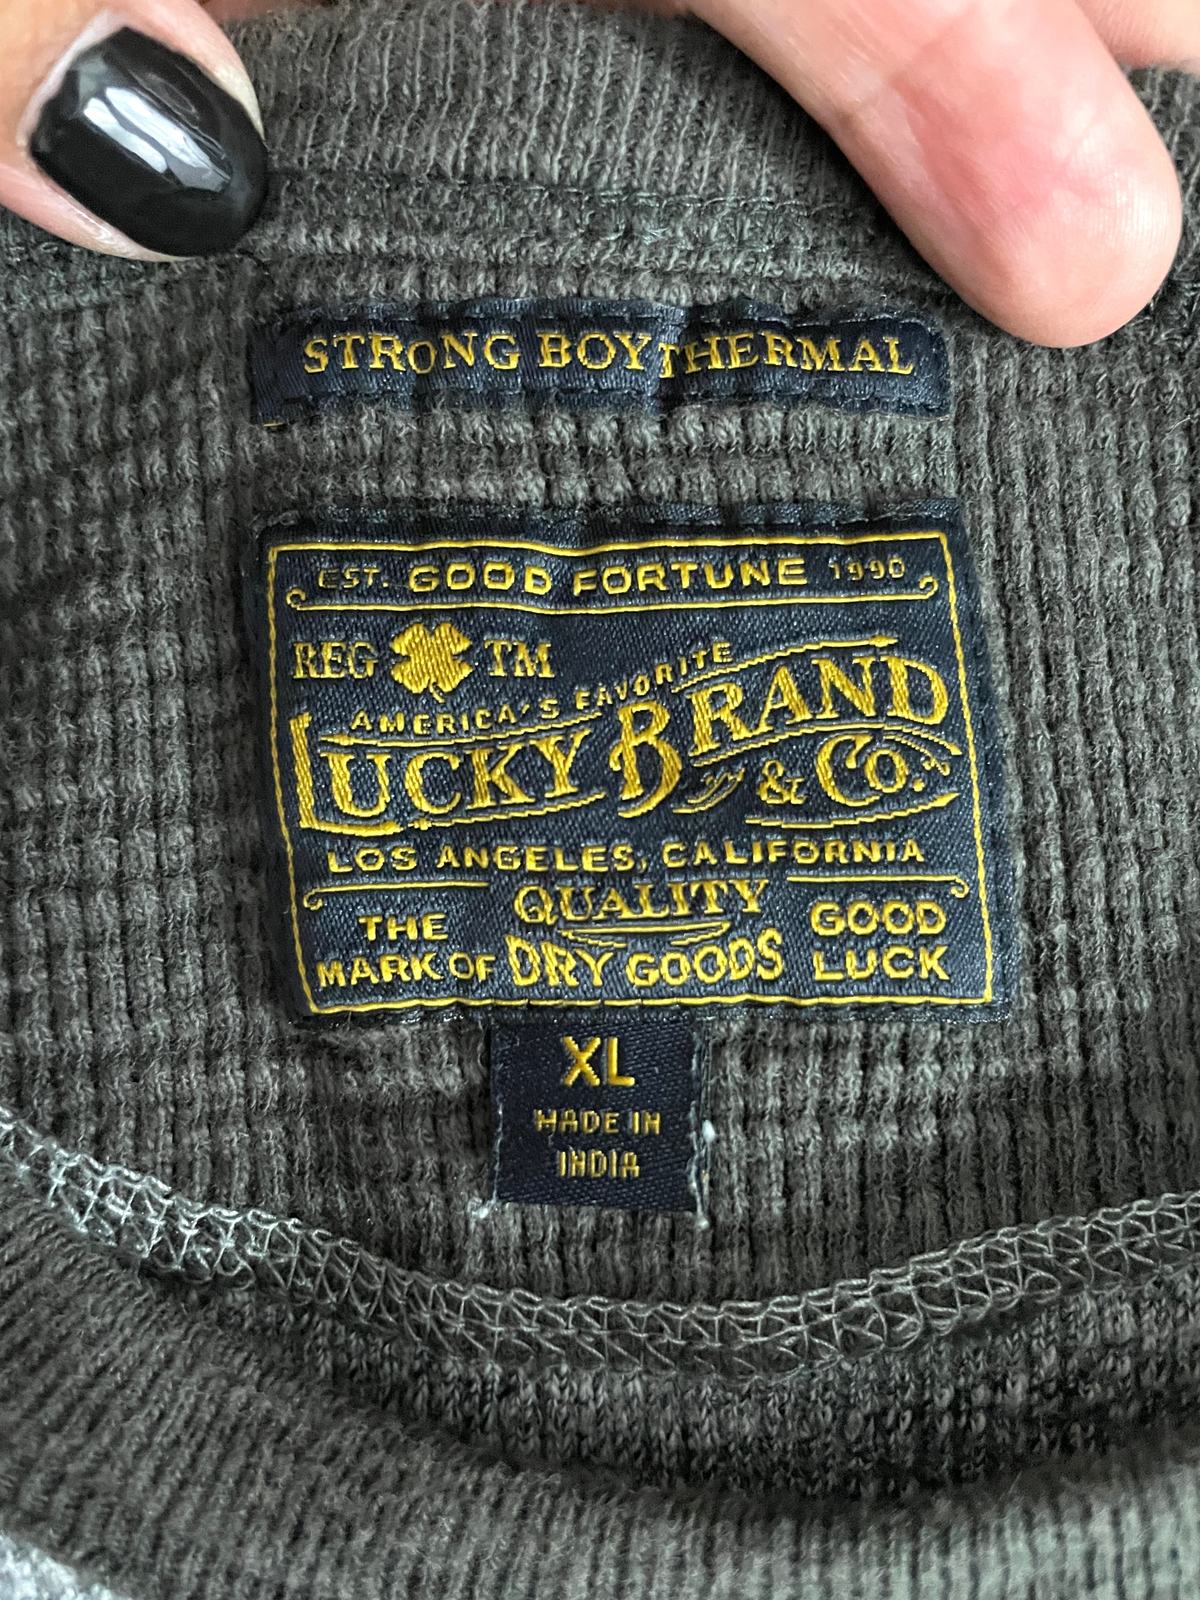 STRONG BOY THERMAL
EST. GOOD FORTUNE 1990
REG TM
AMERICA'S FAVORITE
LUCKY BRAND
& CO.
LOS ANGELES, CALIFORNIA
QUALITY
THE MARK OF DRY GOODS GOOD LUCK
XL
MADE IN
INDIA